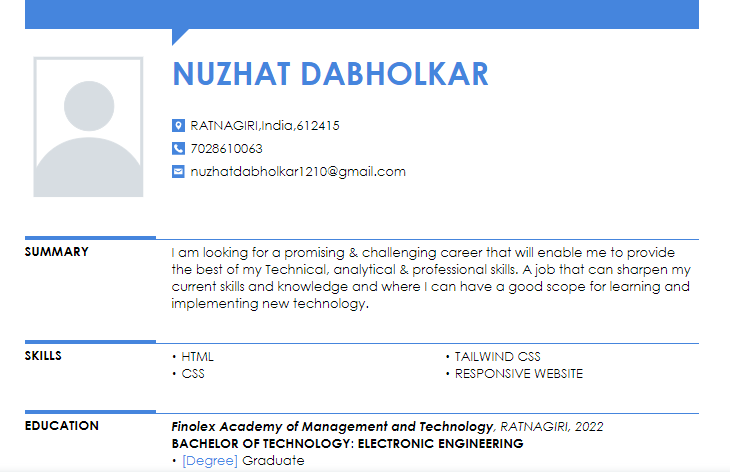 NUZHAT DABHOLKAR
RATNAGIRI,India,612415
7028610063
nuzhatdabholkar1210@gmail.com
SUMMARY
I am looking for a promising & challenging career that will enable me to provide
the best of my Technical, analytical & professional skills. A job that can sharpen my
current skills and knowledge and where I can have a good scope for learning and
implementing new technology.
SKILLS
• HTML
• CSS
• TAILWIND CSS
• RESPONSIVE WEBSITE
EDUCATION
Finolex Academy of Management and Technology, RATNAGIRI, 2022
BACHELOR OF TECHNOLOGY: ELECTRONIC ENGINEERING
• [Degree] Graduate